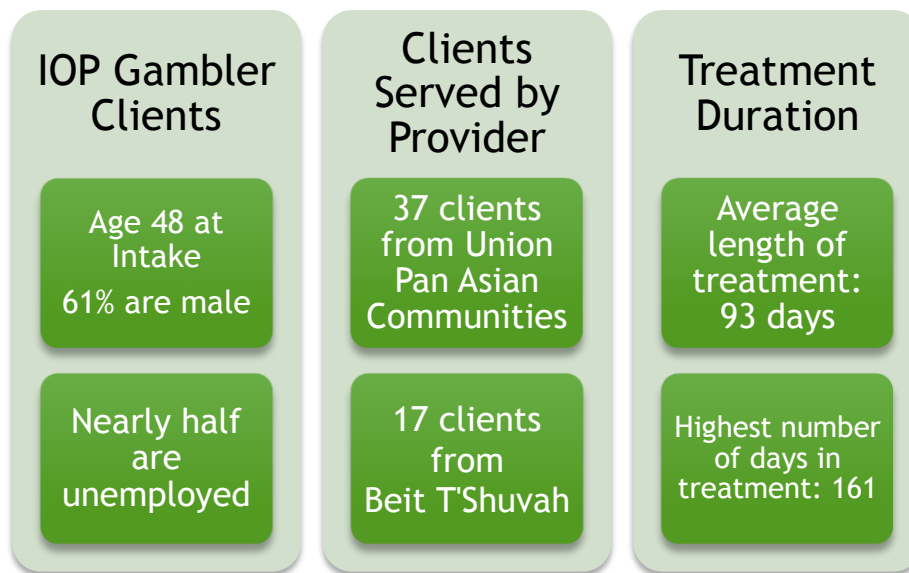 IOP Gambler
Clients
Age 48 at
Intake
61% are male
Nearly half
are
unemployed
Clients
Served by
Provider
37 clients
from Union
Pan Asian
Communities
17 clients
from
Beit T'Shuvah
Treatment
Duration
Average
length of
treatment:
93 days
Highest number
of days in
treatment: 161